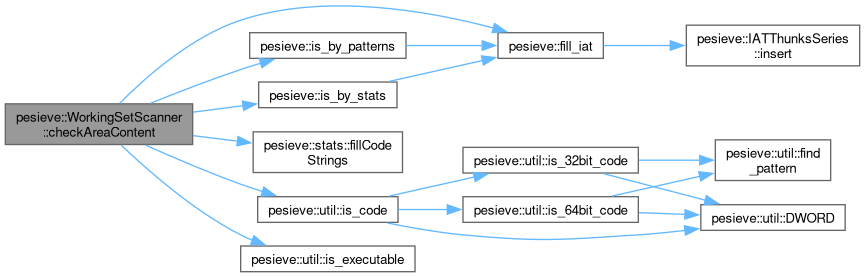 pesieve::WorkingSetScanner
::checkAreaContent
pesieve::is_by_patterns
pesieve::is_by_stats
pesieve::stats::fillCode
Strings
pesieve::util::is_code
pesieve::util::is_executable
pesieve::fill_iat
pesieve::util::is_32bit_code
pesieve::util::is_64bit_code
pesieve::IATThunksSeries
::insert
pesieve::util::find
_pattern
pesieve::util::DWORD